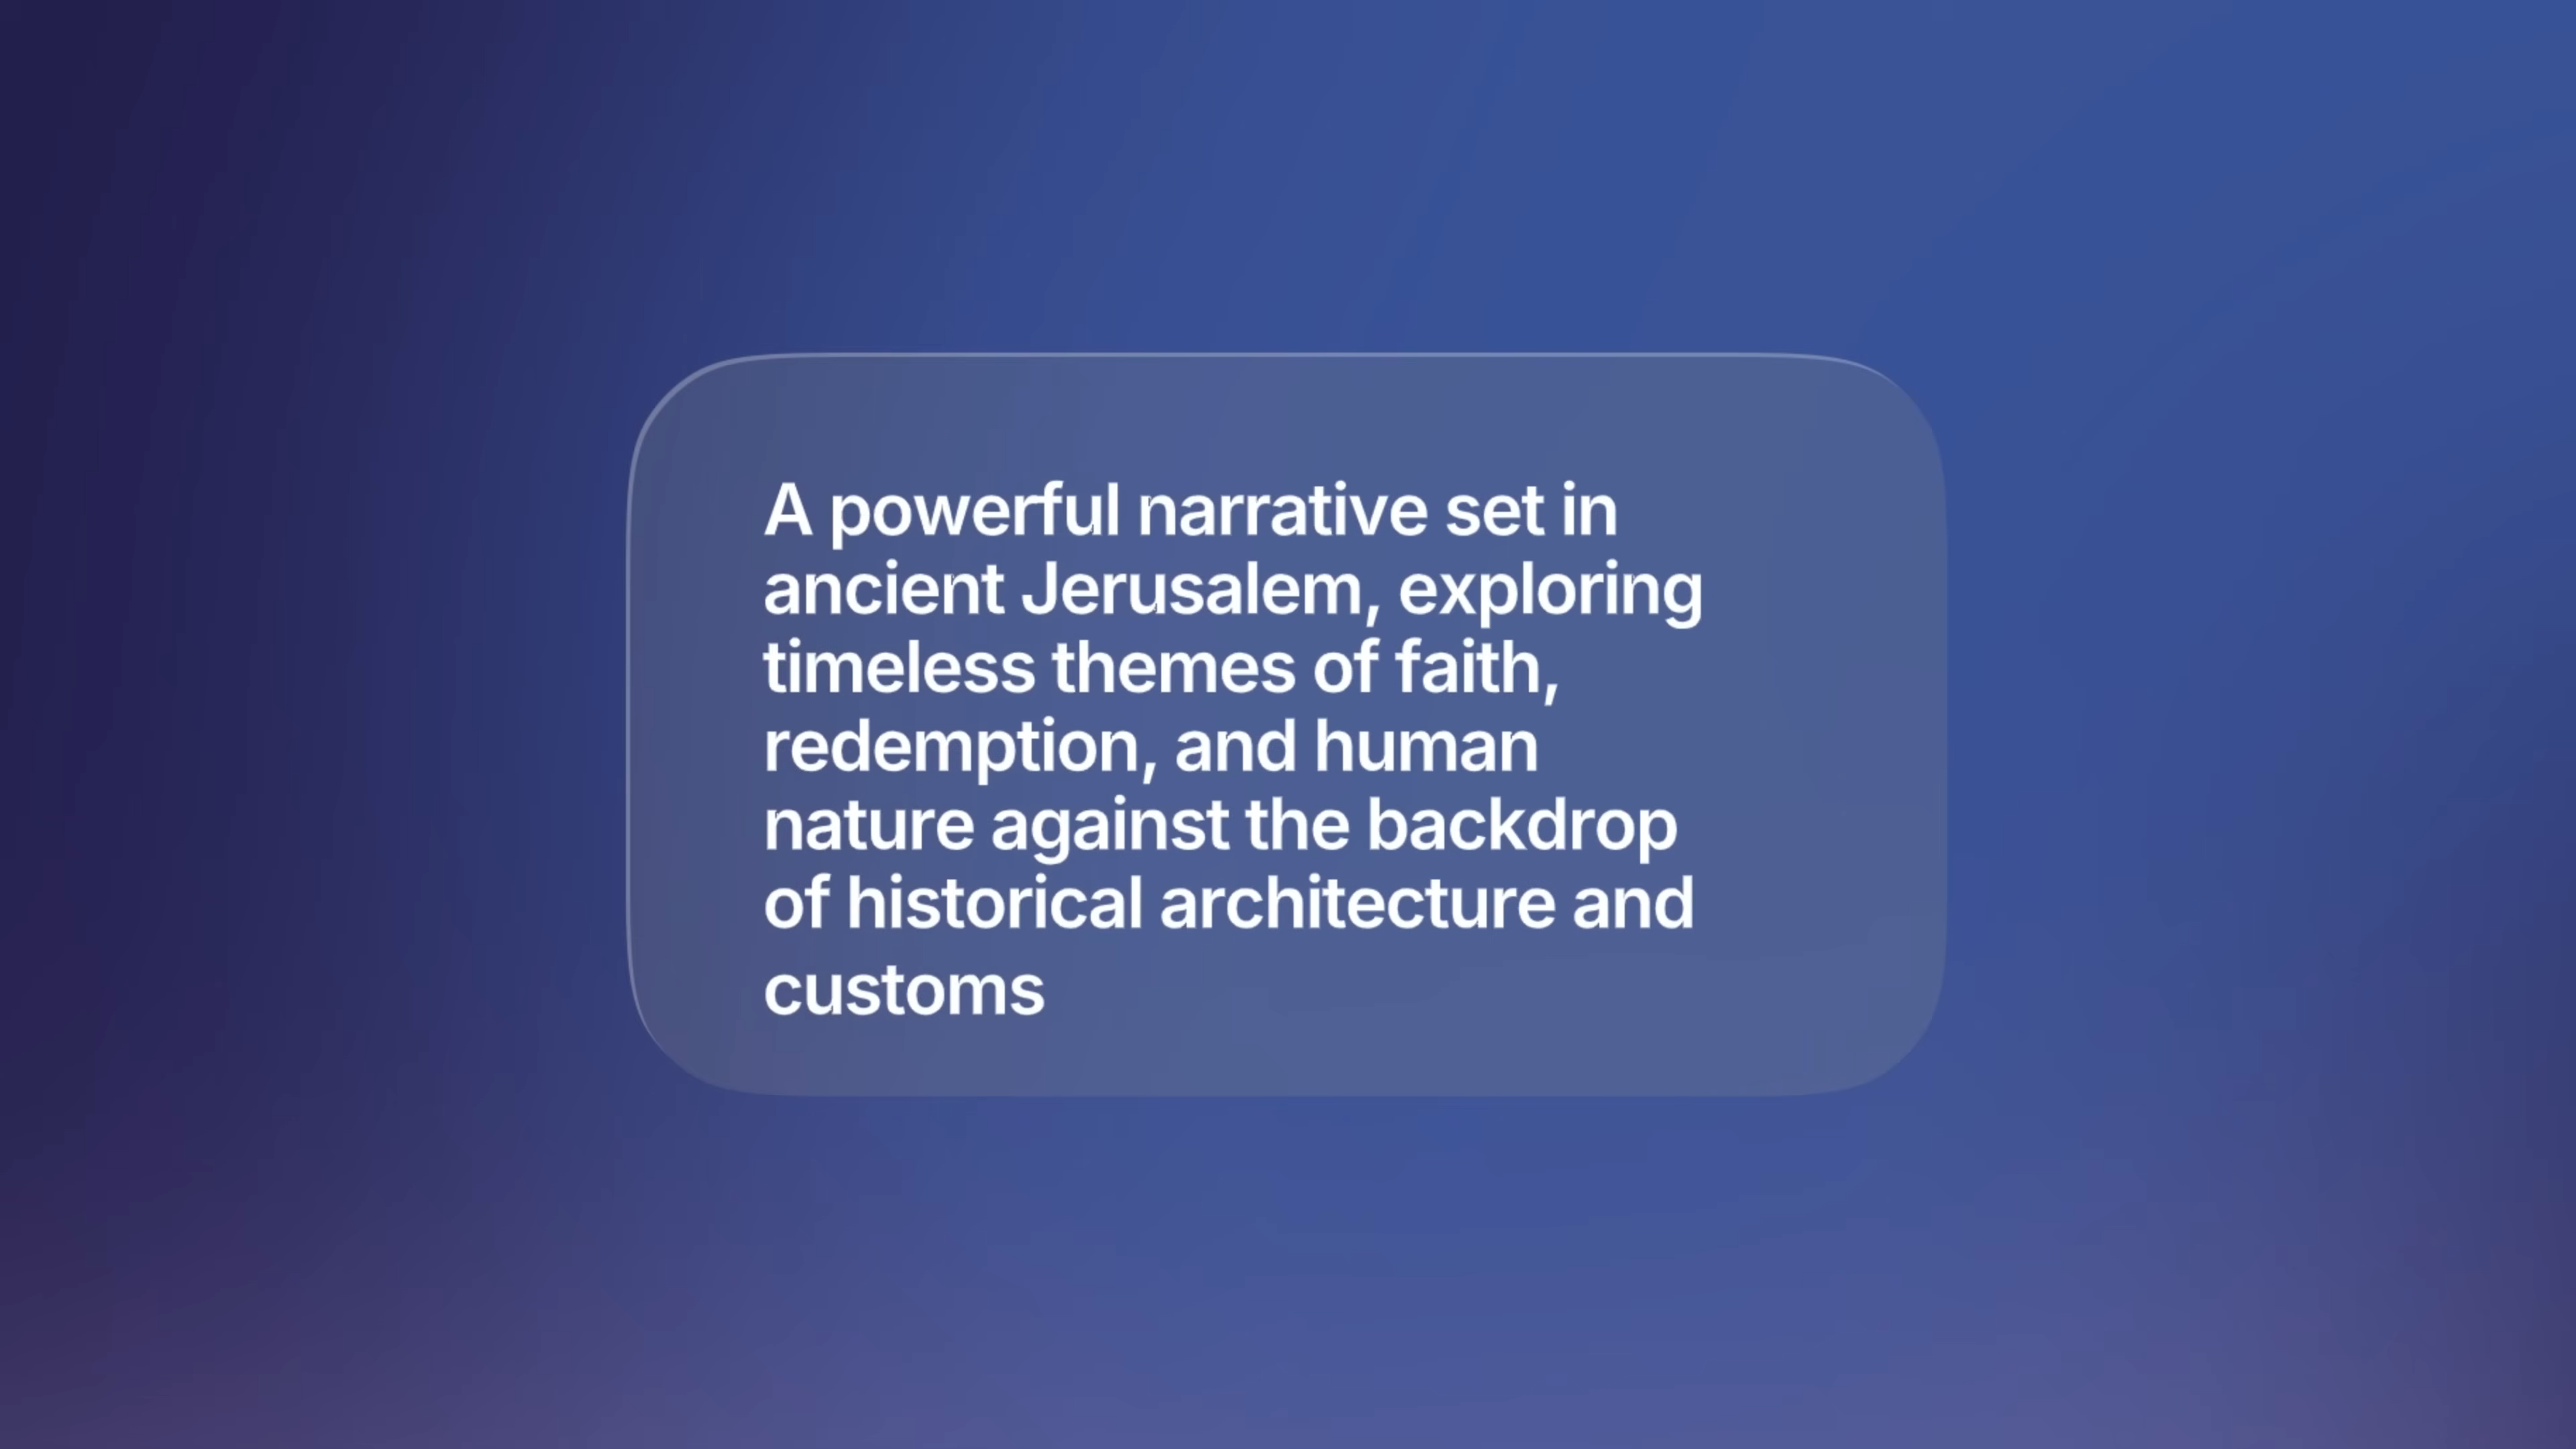 A powerful narrative set in
ancient Jerusalem, exploring
timeless themes of faith,
redemption, and human
nature against the backdrop
of historical architecture and
customs